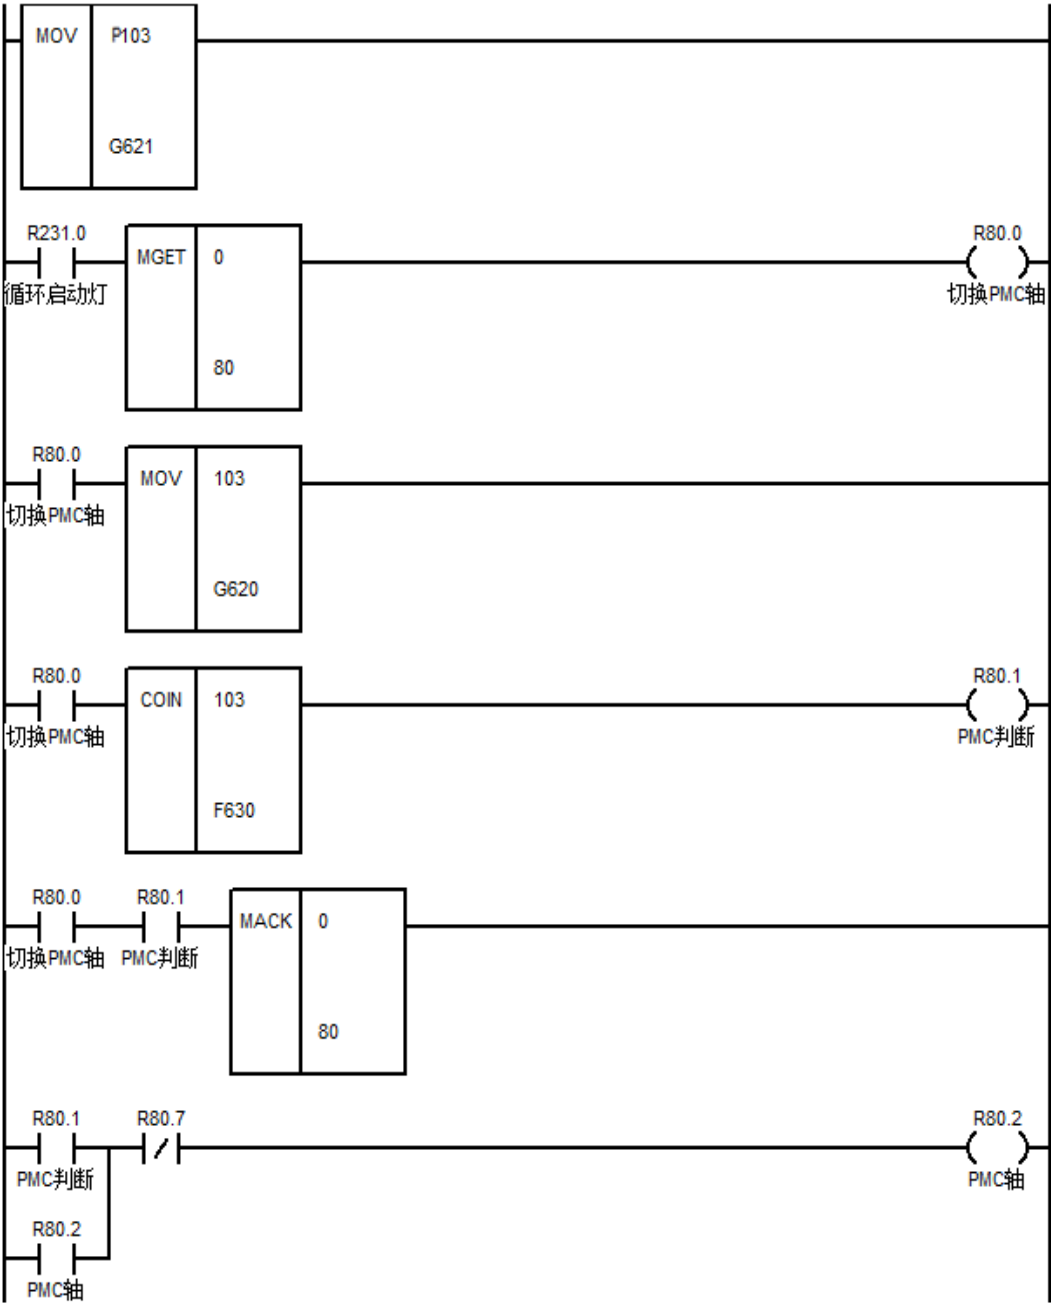 MOV P103
G621
R231.0 R80.0
MGET 0
循环启动灯 切换PMC轴
80
R80.0
MOV 103
切换PMC轴
G620
R80.0 R80.1
COIN 103
切换PMC轴 PMC判断
F630
R80.0 R80.1
MACK 0
切换PMC轴 PMC判断
80
R80.1 R80.7 R80.2
PMC判断 PMC轴
R80.2
PMC轴